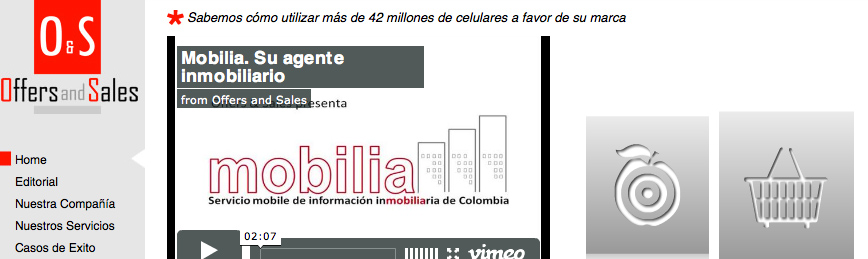 O&S
Offers and Sales
* Sabemos cómo utilizar más de 42 millones de celulares a favor de su marca
Home
Editorial
Nuestra Compañía
Nuestros Servicios
Casos de Exito
Mobilia. Su agente
inmobiliario
from Offers and Sales
presenta
mobilia
Servicio mobile de información inmobiliaria de Colombia
02:07
vimeo